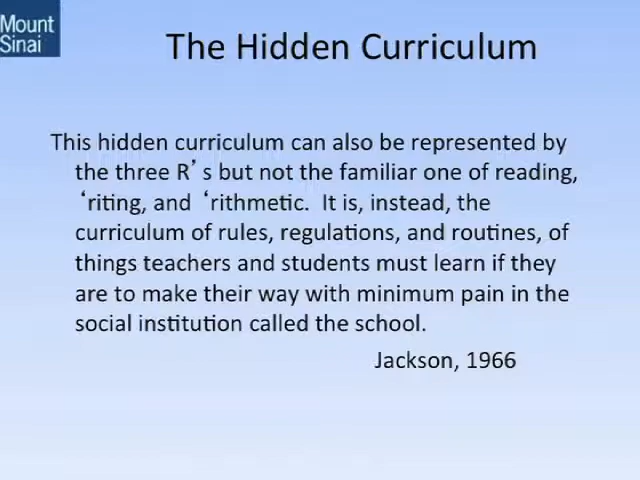 Mount
Sinai
The Hidden Curriculum
This hidden curriculum can also be represented by
the three R’s but not the familiar one of reading,
‘riting, and ‘rithmetic. It is, instead, the
curriculum of rules, regulations, and routines, of
things teachers and students must learn if they
are to make their way with minimum pain in the
social institution called the school.
Jackson, 1966